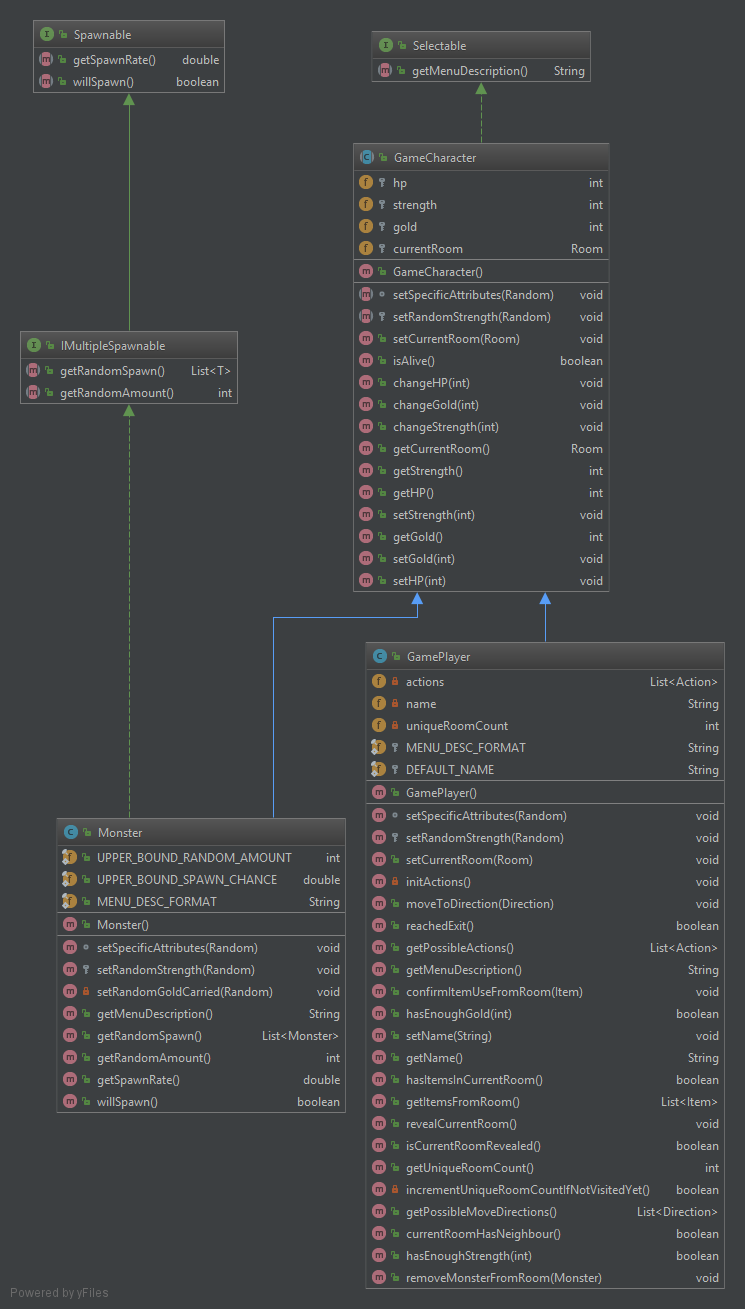 Spawnable
getSpawnRate() double
willSpawn() boolean
Selectable
getMenuDescription() String
GameCharacter
hp int
strength int
gold int
currentRoom Room
GameCharacter()
setSpecificAttributes(Random) void
setRandomStrength(Random) void
setCurrentRoom(Room) void
isAlive() boolean
changeHP(int) void
changeGold(int) void
changeStrength(int) void
getCurrentRoom() Room
getStrength() int
getHP() int
setStrength(int) void
getGold() int
setGold(int) void
setHP(int) void
IMultipleSpawnable
getRandomSpawn() List<T>
getRandomAmount() int
GamePlayer
actions List<Action>
name String
uniqueRoomCount int
MENU_DESC_FORMAT String
DEFAULT_NAME String
GamePlayer()
setSpecificAttributes(Random) void
setRandomStrength(Random) void
setCurrentRoom(Room) void
initActions() void
moveToDirection(Direction) void
reachedExit() boolean
getPossibleActions() List<Action>
getMenuDescription() String
confirmItemUseFromRoom(Item) void
hasEnoughGold(int) boolean
setName(String) void
getName() String
hasItemsInCurrentRoom() boolean
getItemsFromRoom() List<Item>
revealCurrentRoom() void
isCurrentRoomRevealed() boolean
getUniqueRoomCount() int
incrementUniqueRoomCountIfNotVisitedYet() boolean
getPossibleMoveDirections() List<Direction>
currentRoomHasNeighbour() boolean
hasEnoughStrength(int) boolean
removeMonsterFromRoom(Monster) void
Monster
UPPER_BOUND_RANDOM_AMOUNT int
UPPER_BOUND_SPAWN_CHANCE double
MENU_DESC_FORMAT String
Monster()
setSpecificAttributes(Random) void
setRandomStrength(Random) void
setRandomGoldCarried(Random) void
getMenuDescription() String
getRandomSpawn() List<Monster>
getRandomAmount() int
getSpawnRate() double
willSpawn() boolean
Powered by yFiles